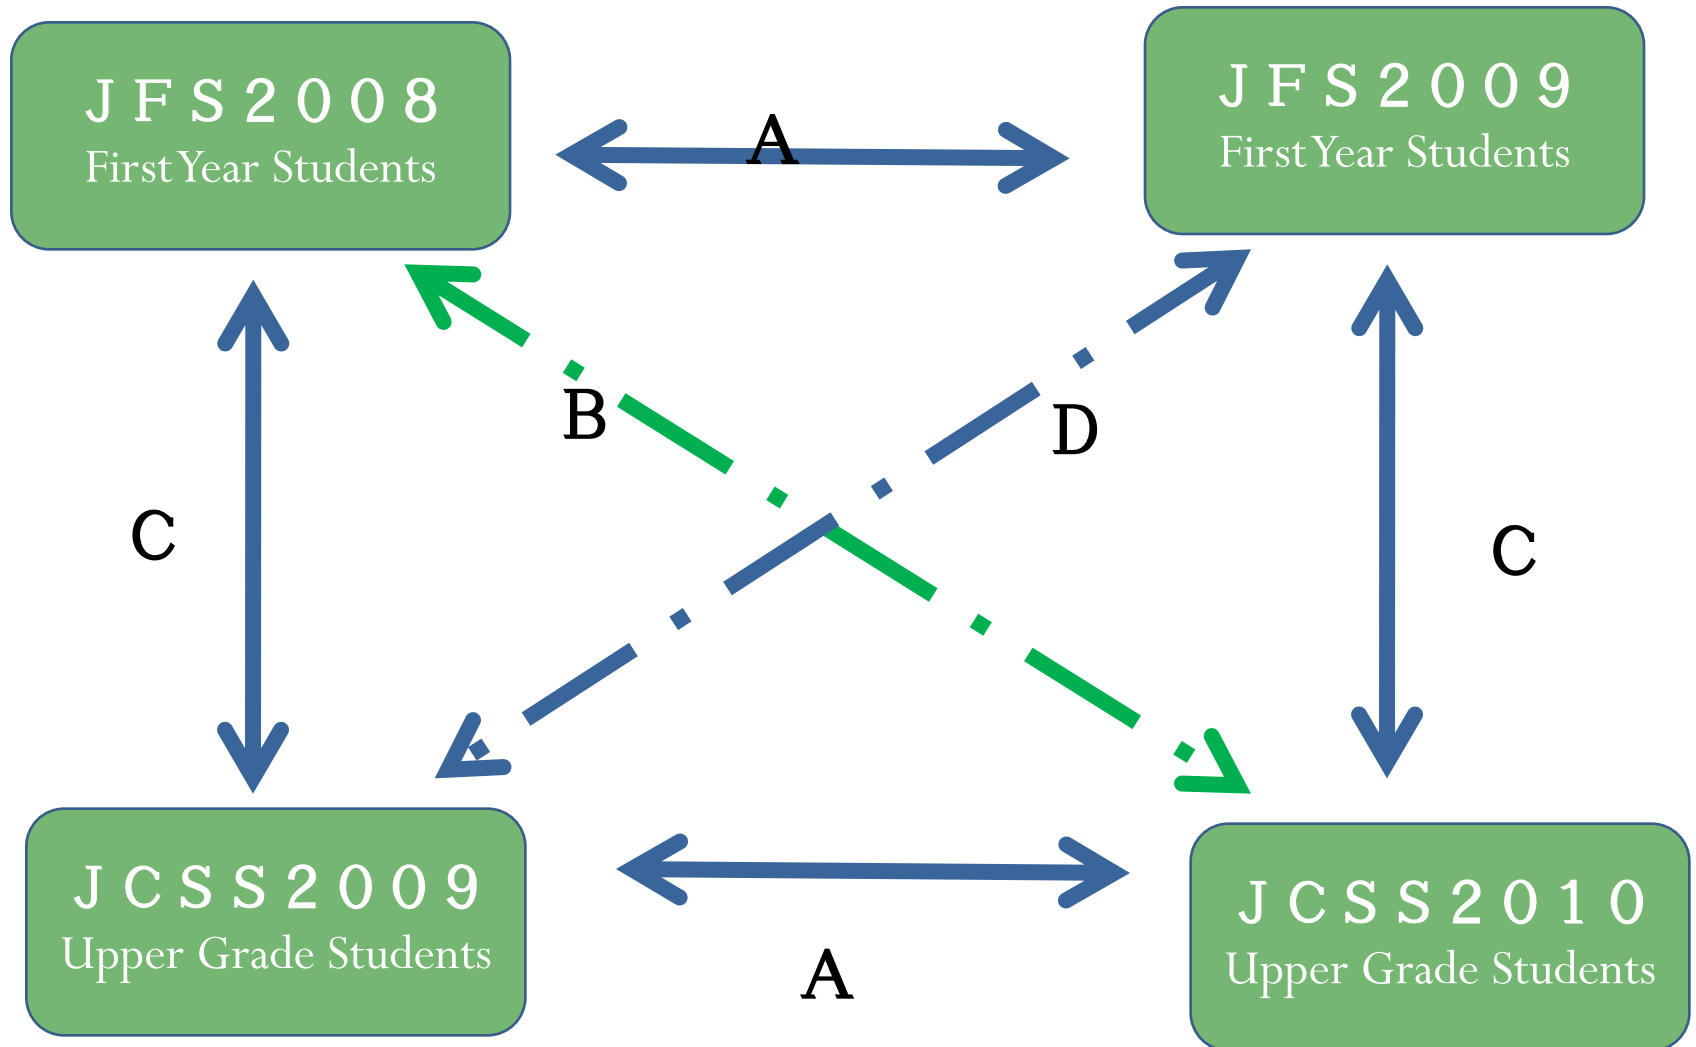 JFS2008
First Year Students
JFS2009
First Year Students
A
B
D
C
C
JCSS2009
Upper Grade Students
JCSS2010
Upper Grade Students
A